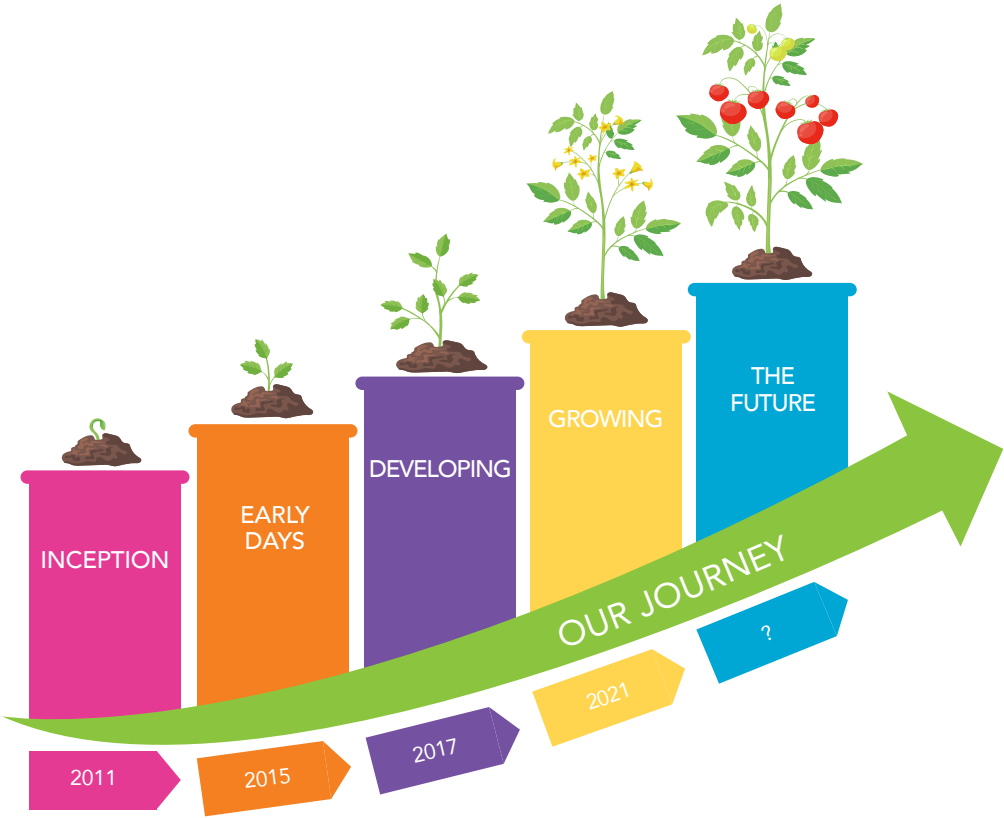 INCEPTION
EARLY
DAYS
DEVELOPING
GROWING
THE
FUTURE
OUR JOURNEY
2011
2015
2017
2021
?